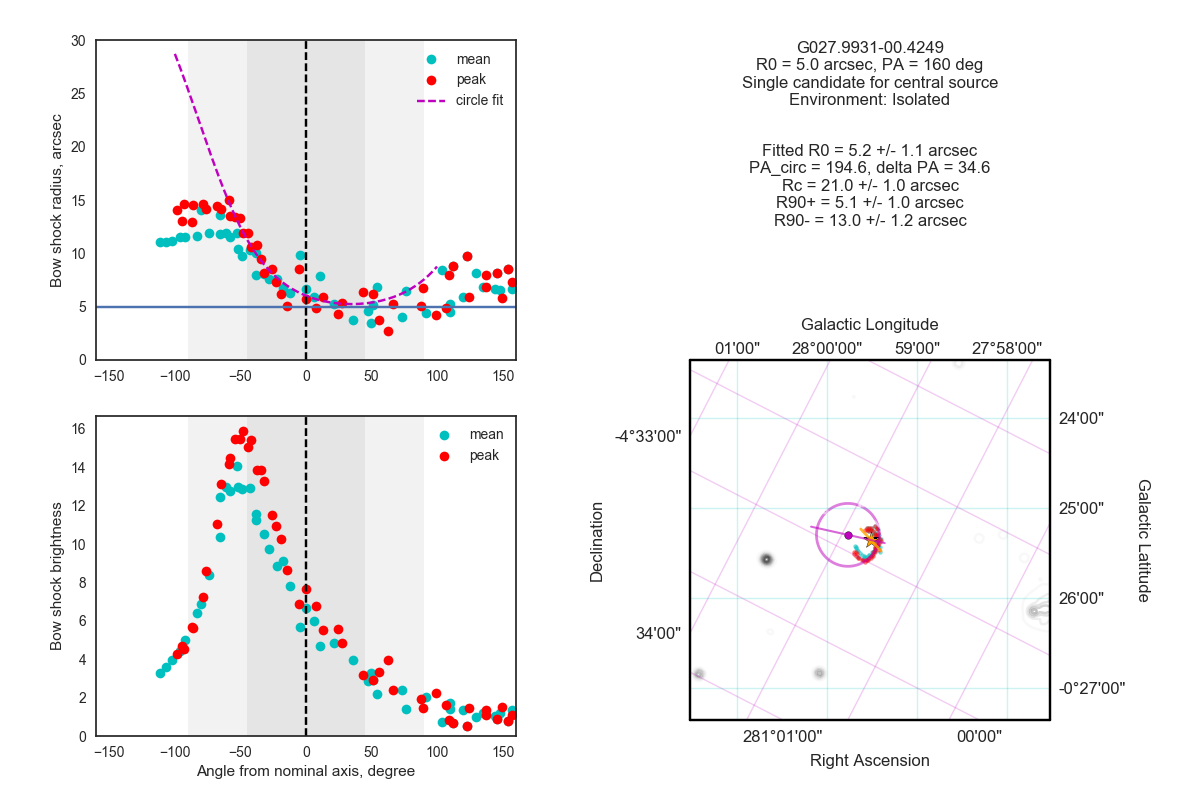 30
25
20
15
10
5
0
Bow shock radius, arcsec
mean
peak
circle fit
−150
−100
−50
0
50
100
150
16
14
12
10
8
6
4
2
0
Bow shock brightness
mean
peak
−150
−100
−50
0
50
100
150
Angle from nominal axis, degree
G027.9931-00.4249
R0 = 5.0 arcsec, PA = 160 deg
Single candidate for central source
Environment: Isolated
Fitted R0 = 5.2 +/- 1.1 arcsec
PA_circ = 194.6, delta PA = 34.6
Rc = 21.0 +/- 1.0 arcsec
R90+ = 5.1 +/- 1.0 arcsec
R90- = 13.0 +/- 1.2 arcsec
Galactic Longitude
01'00" 28°00'00" 59'00" 27°58'00"
-4°33'00"
34'00"
Declination
24'00"
25'00"
26'00"
-0°27'00"
Galactic Latitude
281°01'00" 00'00"
Right Ascension